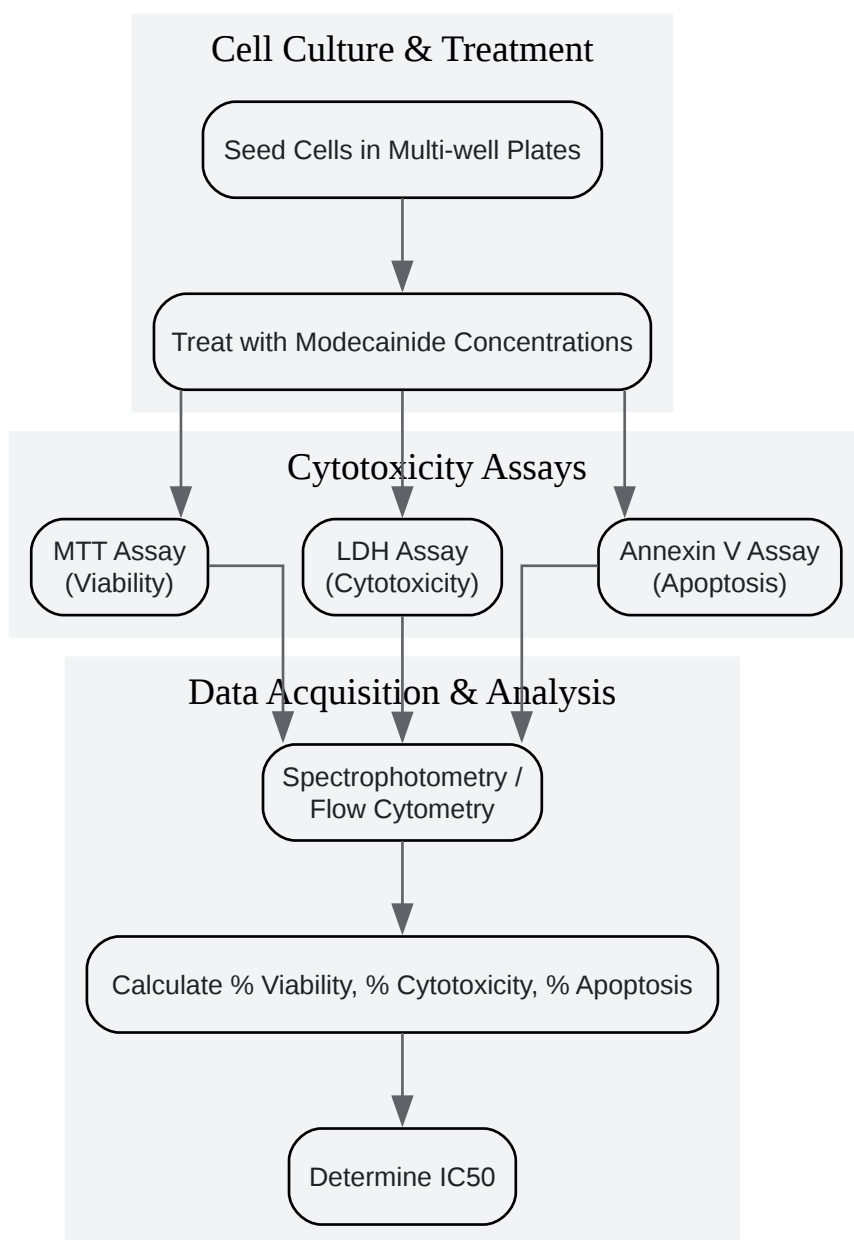 Cell Culture & Treatment
Seed Cells in Multi-well Plates
Treat with Modecainide Concentrations
Cytotoxicity Assays
MTT Assay
(Viability)
LDH Assay
(Cytotoxicity)
Annexin V Assay
(Apoptosis)
Data Acquisition & Analysis
Spectrophotometry /
Flow Cytometry
Calculate % Viability, % Cytotoxicity, % Apoptosis
Determine IC50